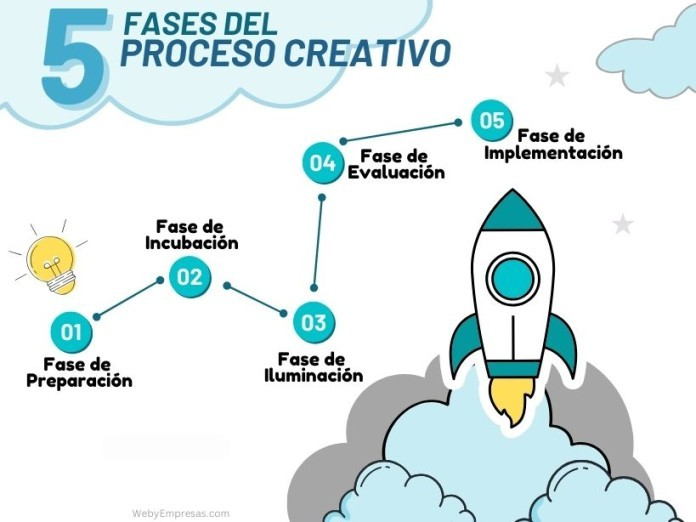 5 FASES DEL
PROCESO CREATIVO
01
Fase de
Preparación
Fase de
Incubación
02
03
Fase de
Iluminación
04
Fase de
Evaluación
05
Fase de
Implementación
WebyEmpresas.com